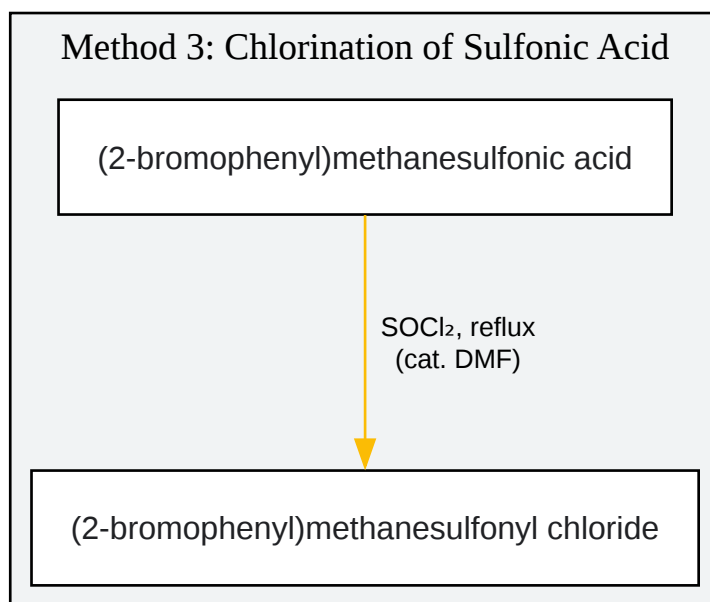 Method 3: Chlorination of Sulfonic Acid
(2-bromophenyl)methanesulfonic acid
SOCl₂, reflux
(cat. DMF)
(2-bromophenyl)methanesulfonyl chloride